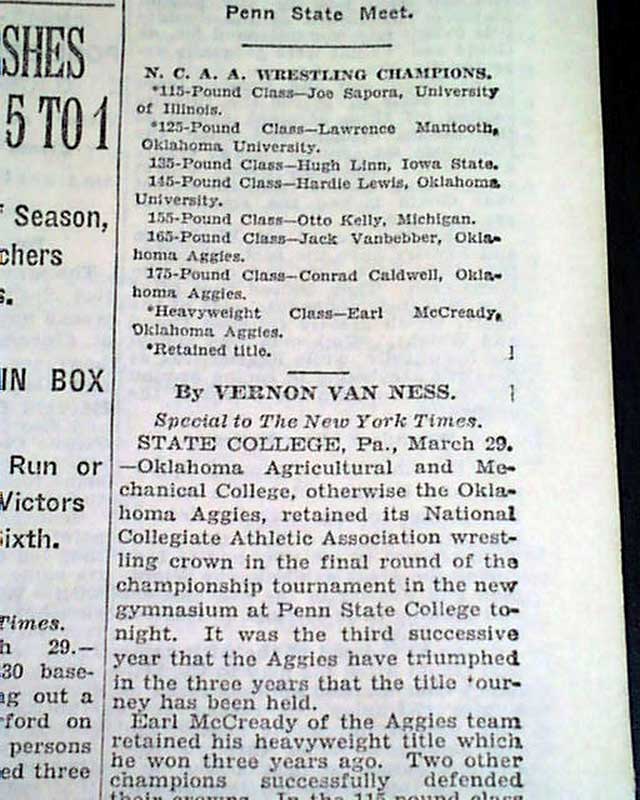 SHES
5 TO 1
Season,
chers
s.
IN BOX
Run or
Victors
Sixth.
Times.
h 29.—
30 base-
ng out a
rford on
persons
ed three
Penn State Meet.
N. C. A. A. WRESTLING CHAMPIONS.
*115-Pound Class—Joe Sapora, University
of Illinois.
*125-Pound Class—Lawrence Mantooth,
Oklahoma University.
135-Pound Class—Hugh Linn, Iowa State.
145-Pound Class—Hardie Lewis, Oklahoma
University.
155-Pound Class—Otto Kelly, Michigan.
165-Pound Class—Jack Vanbebber, Okla-
homa Aggies.
175-Pound Class—Conrad Caldwell, Okla-
homa Aggies.
*Heavyweight Class—Earl McCready,
Oklahoma Aggies.
*Retained title.
By VERNON VAN NESS.
Special to The New York Times.
STATE COLLEGE, Pa., March 29.
—Oklahoma Agricultural and Me-
chanical College, otherwise the Okla-
homa Aggies, retained its National
Collegiate Athletic Association wrest-
ling crown in the final round of the
championship tournament in the new
gymnasium at Penn State College to-
night. It was the third successive
year that the Aggies have triumphed
in the three years that the title tour-
ney has been held.
Earl McCready of the Aggies team
retained his heavyweight title which
he won three years ago. Two other
champions successfully defended
their crowns. In the 115-pound class